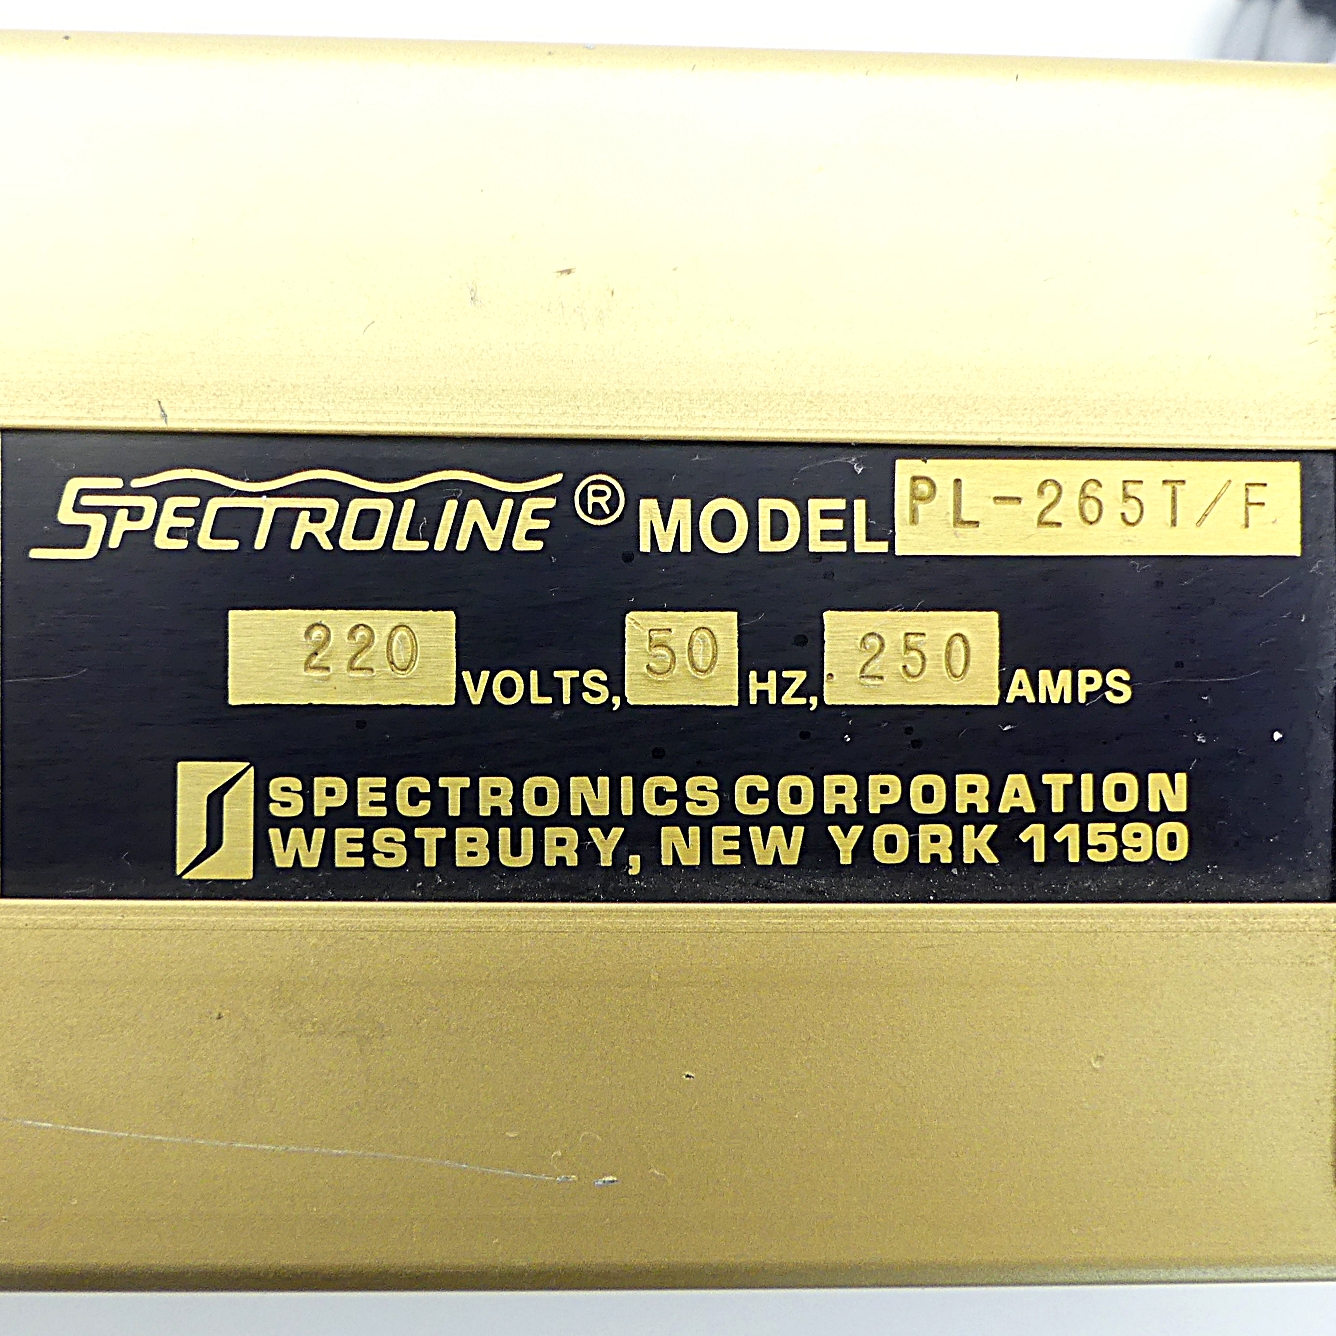 SPECTROLINE® MODEL PL-265T/F
220 VOLTS, 50 HZ, .250 AMPS
SPECTRONICS CORPORATION
WESTBURY, NEW YORK 11590